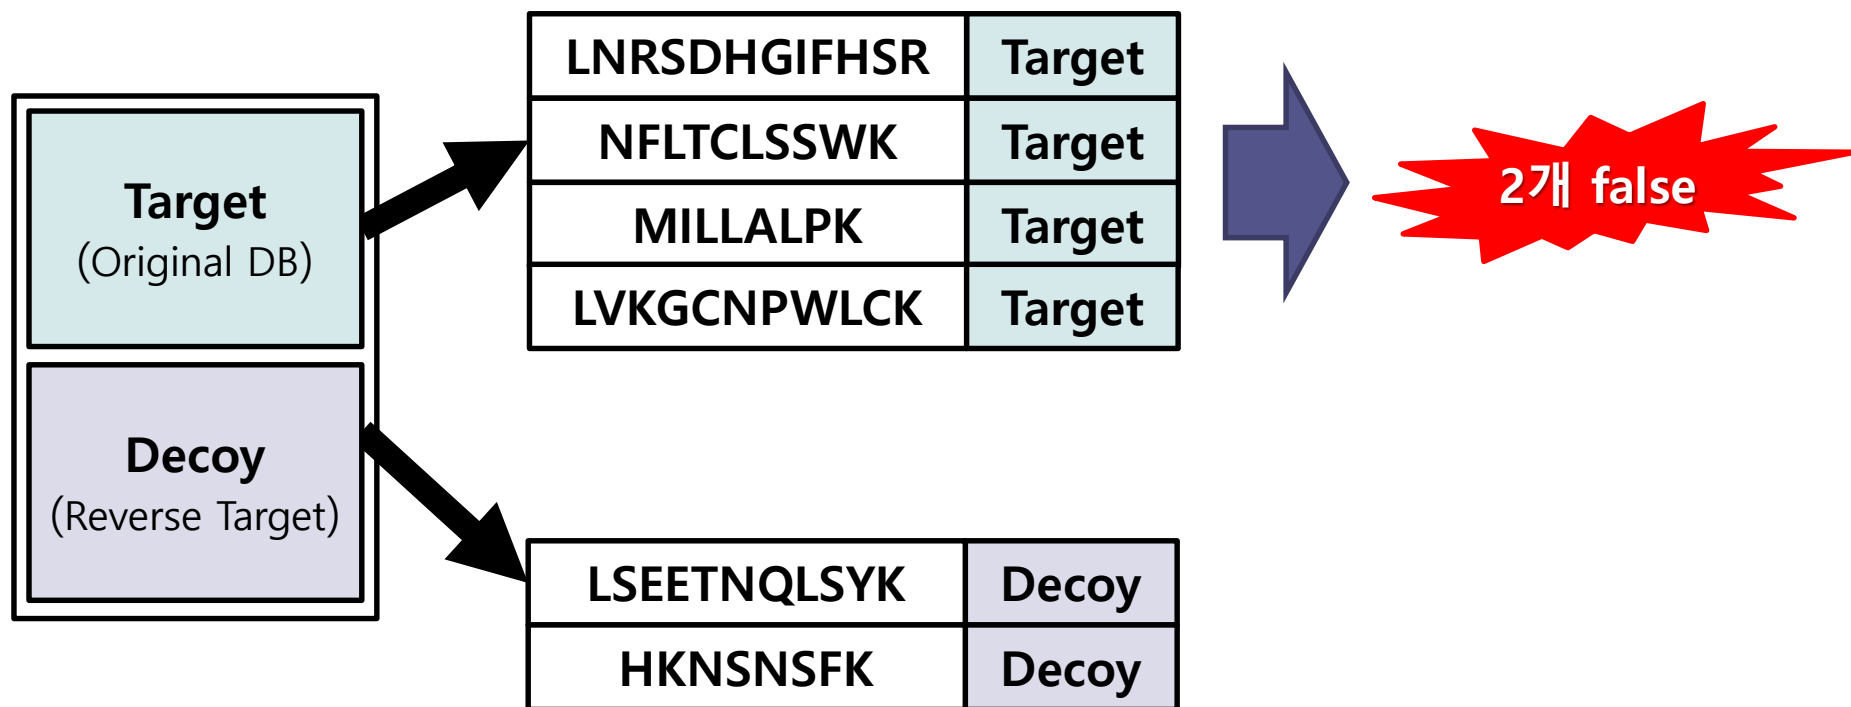 Target
(Original DB)
Decoy
(Reverse Target)
LNRSDHGIFHSR Target
NFLTCLSSWK Target
MILLALPK Target
LVKGCNPWLCK Target
2개 false
LSEETNQLSYK Decoy
HKNSNSFK Decoy